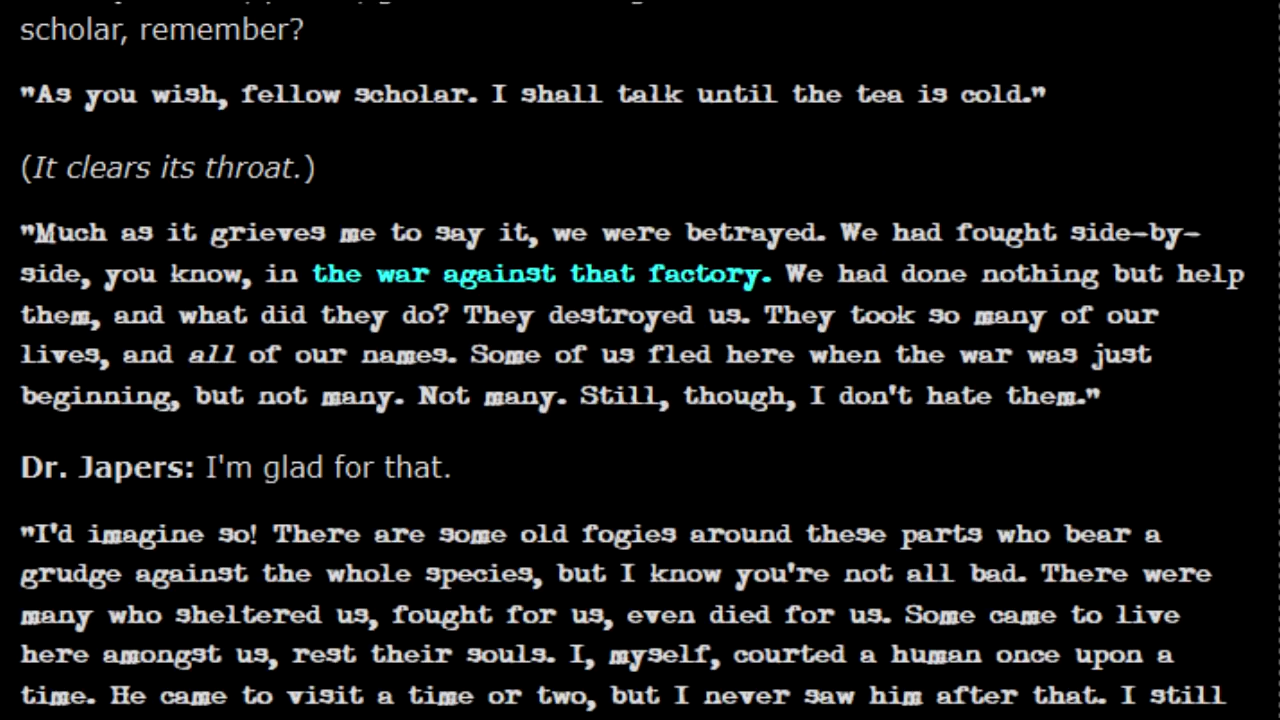 scholar, remember?
"As you wish, fellow scholar. I shall talk until the tea is cold."
(It clears its throat.)
"Much as it grieves me to say it, we were betrayed. We had fought side-by-
side, you know, in the war against that factory. We had done nothing but help
them, and what did they do? They destroyed us. They took so many of our
lives, and all of our names. Some of us fled here when the war was just
beginning, but not many. Not many. Still, though, I don't hate them."
Dr. Japers: I'm glad for that.
"I'd imagine so! There are some old fogies around these parts who bear a
grudge against the whole species, but I know you're not all bad. There were
many who sheltered us, fought for us, even died for us. Some came to live
here amongst us, rest their souls. I, myself, courted a human once upon a
time. He came to visit a time or two, but I never saw him after that. I still